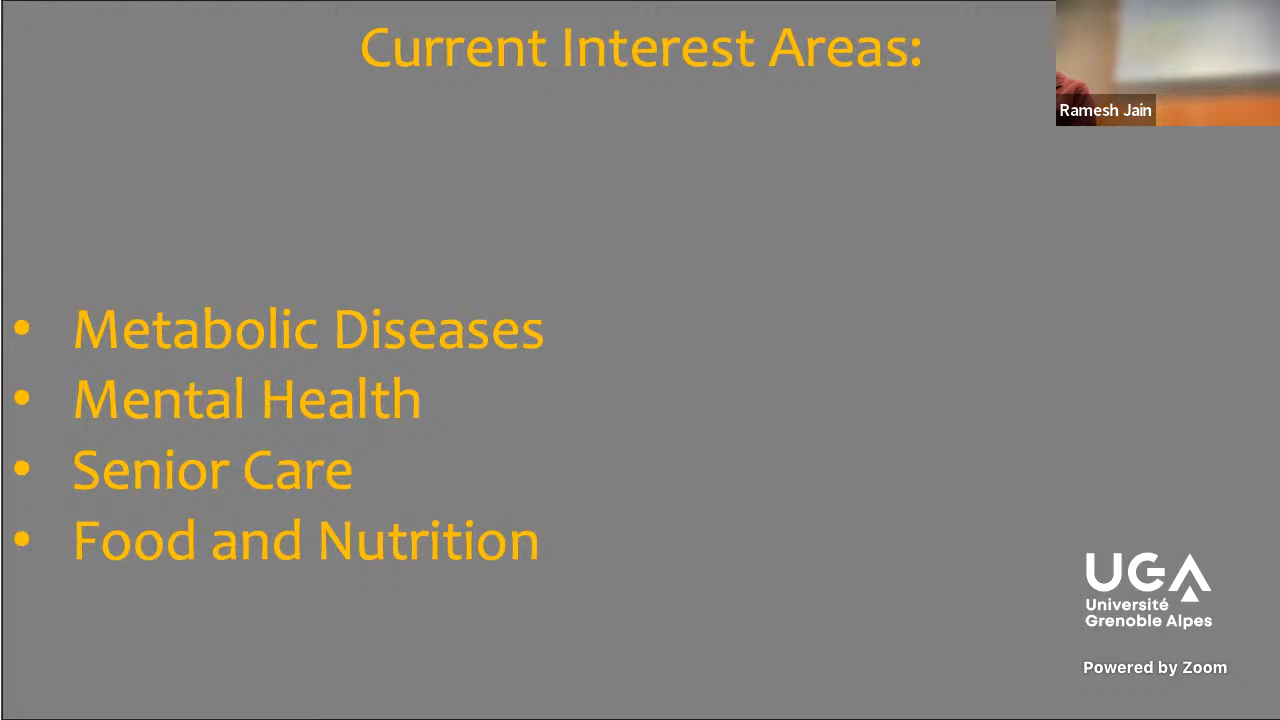 Current Interest Areas:
Ramesh Jain
• Metabolic Diseases
• Mental Health
• Senior Care
• Food and Nutrition
UGA
Université
Grenoble Alpes
Powered by Zoom